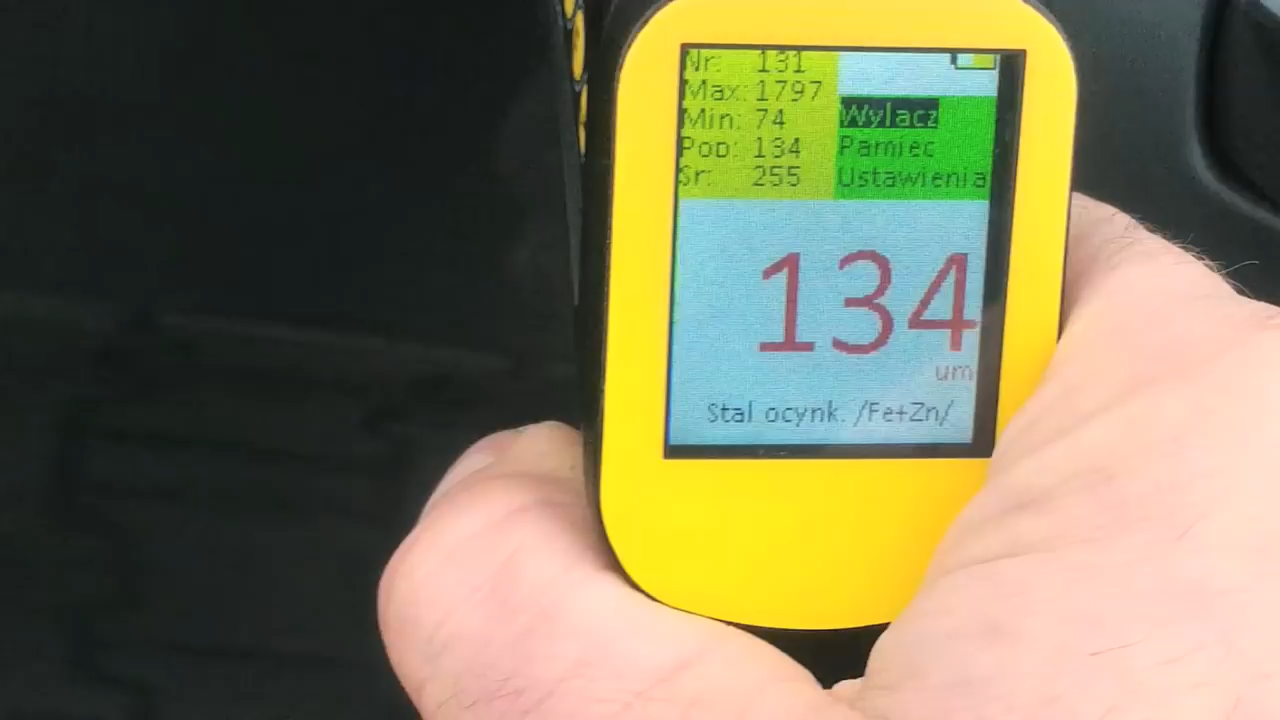 Nr: 131
Max: 1797
Min: 74
Pop: 134
Sr: 255
Wylacz
Pamiec
Ustawienia
134
um
Stal ocynk. /Fe+Zn/